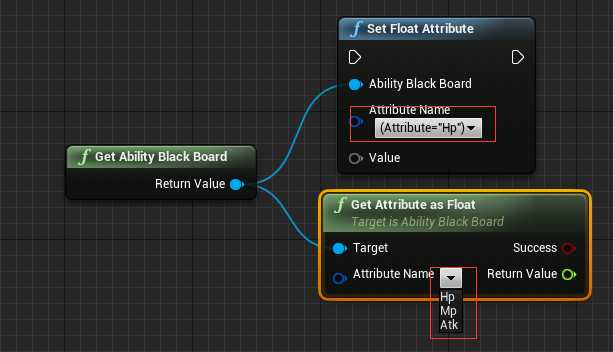 Set Float Attribute
Ability Black Board
Attribute Name
(Attribute="Hp")
Value
Get Ability Black Board
Return Value
Get Attribute as Float
Target is Ability Black Board
Target
Success
Attribute Name
Return Value
Hp
Mp
Atk